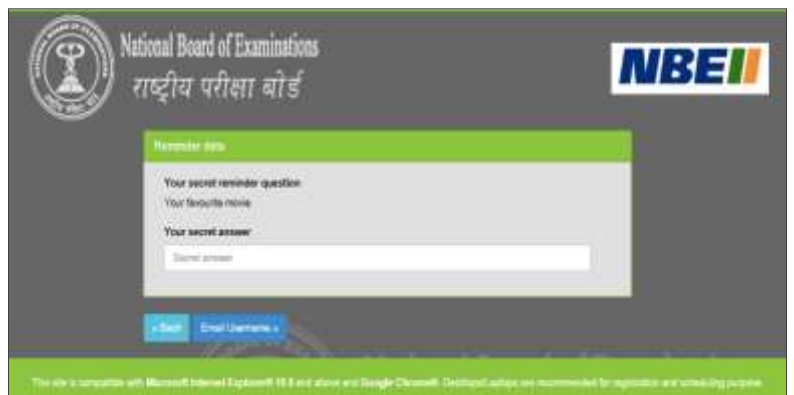 National Board of Examinations
राष्ट्रीय परीक्षा बोर्ड
NBE
Reminder data
Your secret reminder question
Your favourite movie
Your secret answer
Secret answer
« Back
Email Username »
This site is compatible with Microsoft Internet Explorer® 10.0 and above and Google Chrome®. Desktops/Laptops are recommended for registration and scheduling purpose